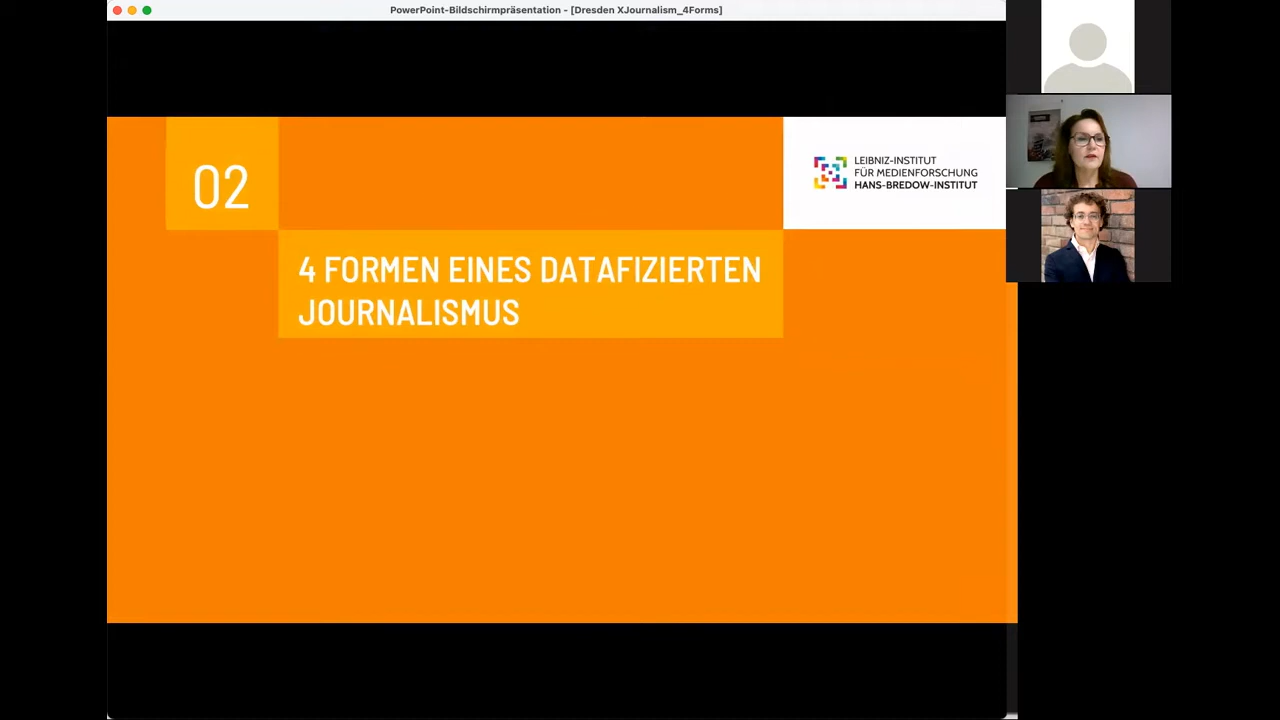 PowerPoint-Bildschirmpräsentation - [Dresden XJournalism_4Forms]
02
LEIBNIZ-INSTITUT
FÜR MEDIENFORSCHUNG
HANS-BREDOW-INSTITUT
4 FORMEN EINES DATAFIZIERTEN
JOURNALISMUS